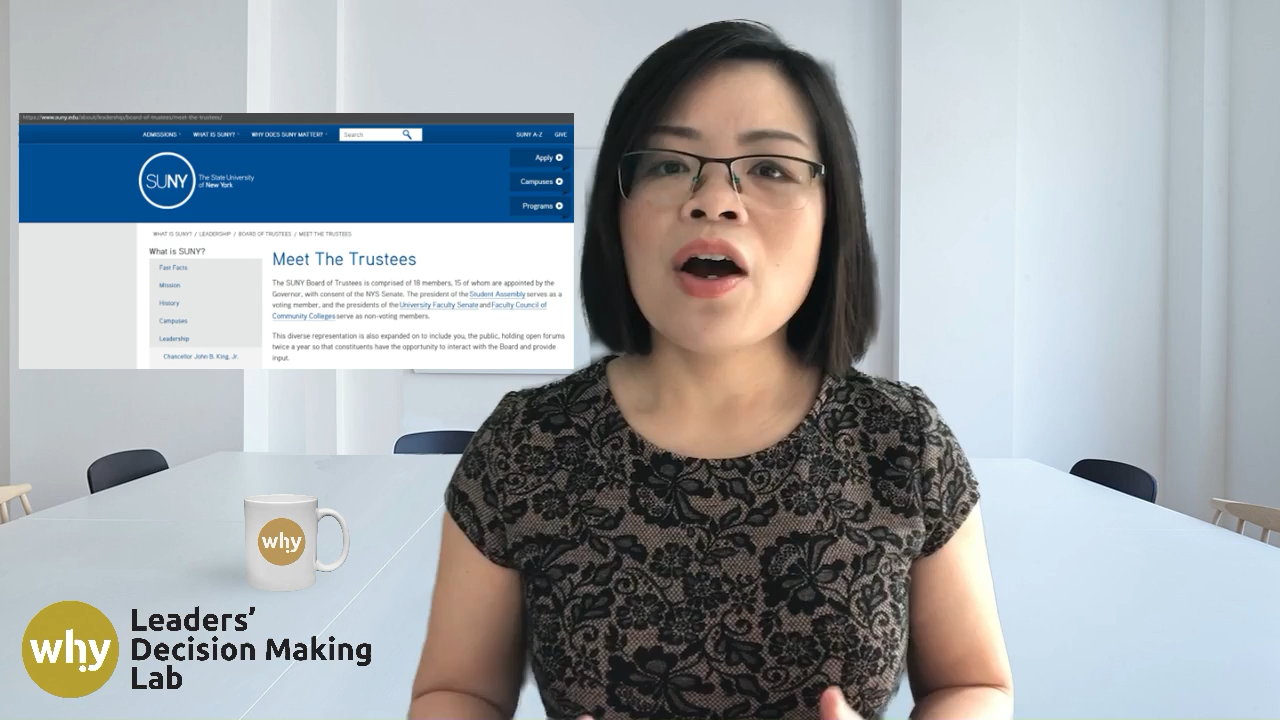 https://www.suny.edu/about/leadership/board-of-trustees/meet-the-trustees/
ADMISSIONS WHAT IS SUNY? WHY DOES SUNY MATTER? Search SUNY A-Z GIVE
Apply
SUNY The State University
of New York
Campuses
Programs
WHAT IS SUNY? / LEADERSHIP / BOARD OF TRUSTEES / MEET THE TRUSTEES
What is SUNY?
Fast Facts
Mission
History
Campuses
Leadership
Chancellor John B. King, Jr.
Meet The Trustees
The SUNY Board of Trustees is comprised of 18 members, 15 of whom are appointed by the
Governor, with consent of the NYS Senate. The president of the Student Assembly serves as a
voting member, and the presidents of the University Faculty Senate and Faculty Council of
Community Colleges serve as non-voting members.
This diverse representation is also expanded on to include you, the public, holding open forums
twice a year so that constituents have the opportunity to interact with the Board and provide
input.
why
why
Leaders'
Decision Making
Lab